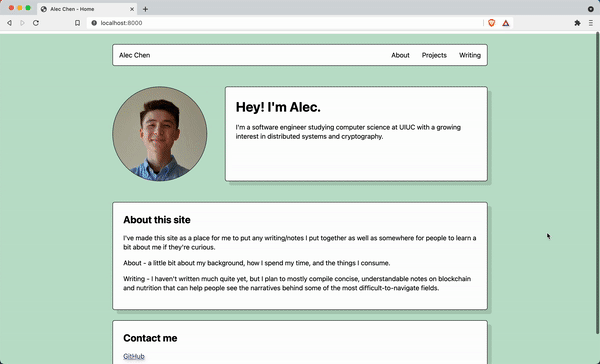 Alec Chen - Home
localhost:8000
Alec Chen About Projects Writing
Hey! I'm Alec.
I'm a software engineer studying computer science at UIUC with a growing
interest in distributed systems and cryptography.
About this site
I've made this site as a place for me to put any writing/notes I put together as well as somewhere for people to learn a
bit about me if they're curious.
About - a little bit about my background, how I spend my time, and the things I consume.
Writing - I haven't written much quite yet, but I plan to mostly compile concise, understandable notes on blockchain
and nutrition that can help people see the narratives behind some of the most difficult-to-navigate fields.
Contact me
GitHub